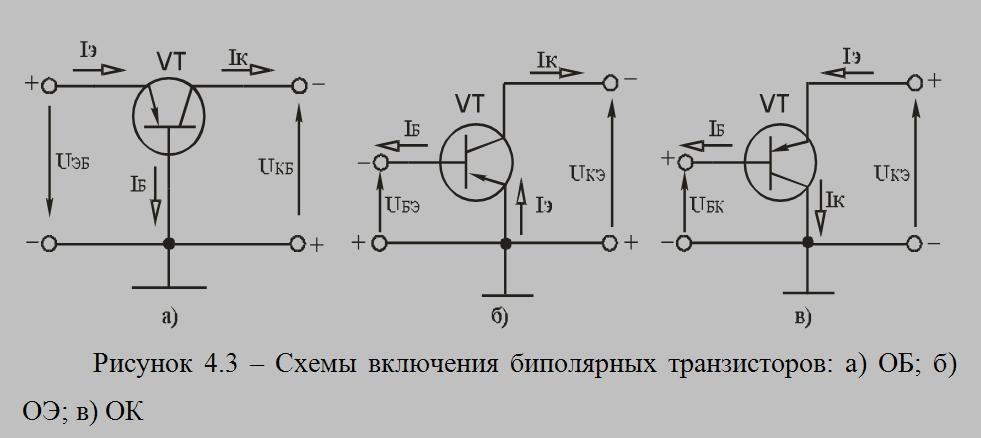 IЭ VT IК
+ −
UЭБ IБ UКБ
− +
а)
IК
VT −
IБ
−
UБЭ IЭ UКЭ
+ +
б)
IЭ
VT +
IБ
+
UБК IК UКЭ
− −
в)
Рисунок 4.3 – Схемы включения биполярных транзисторов: а) ОБ; б)
ОЭ; в) ОК